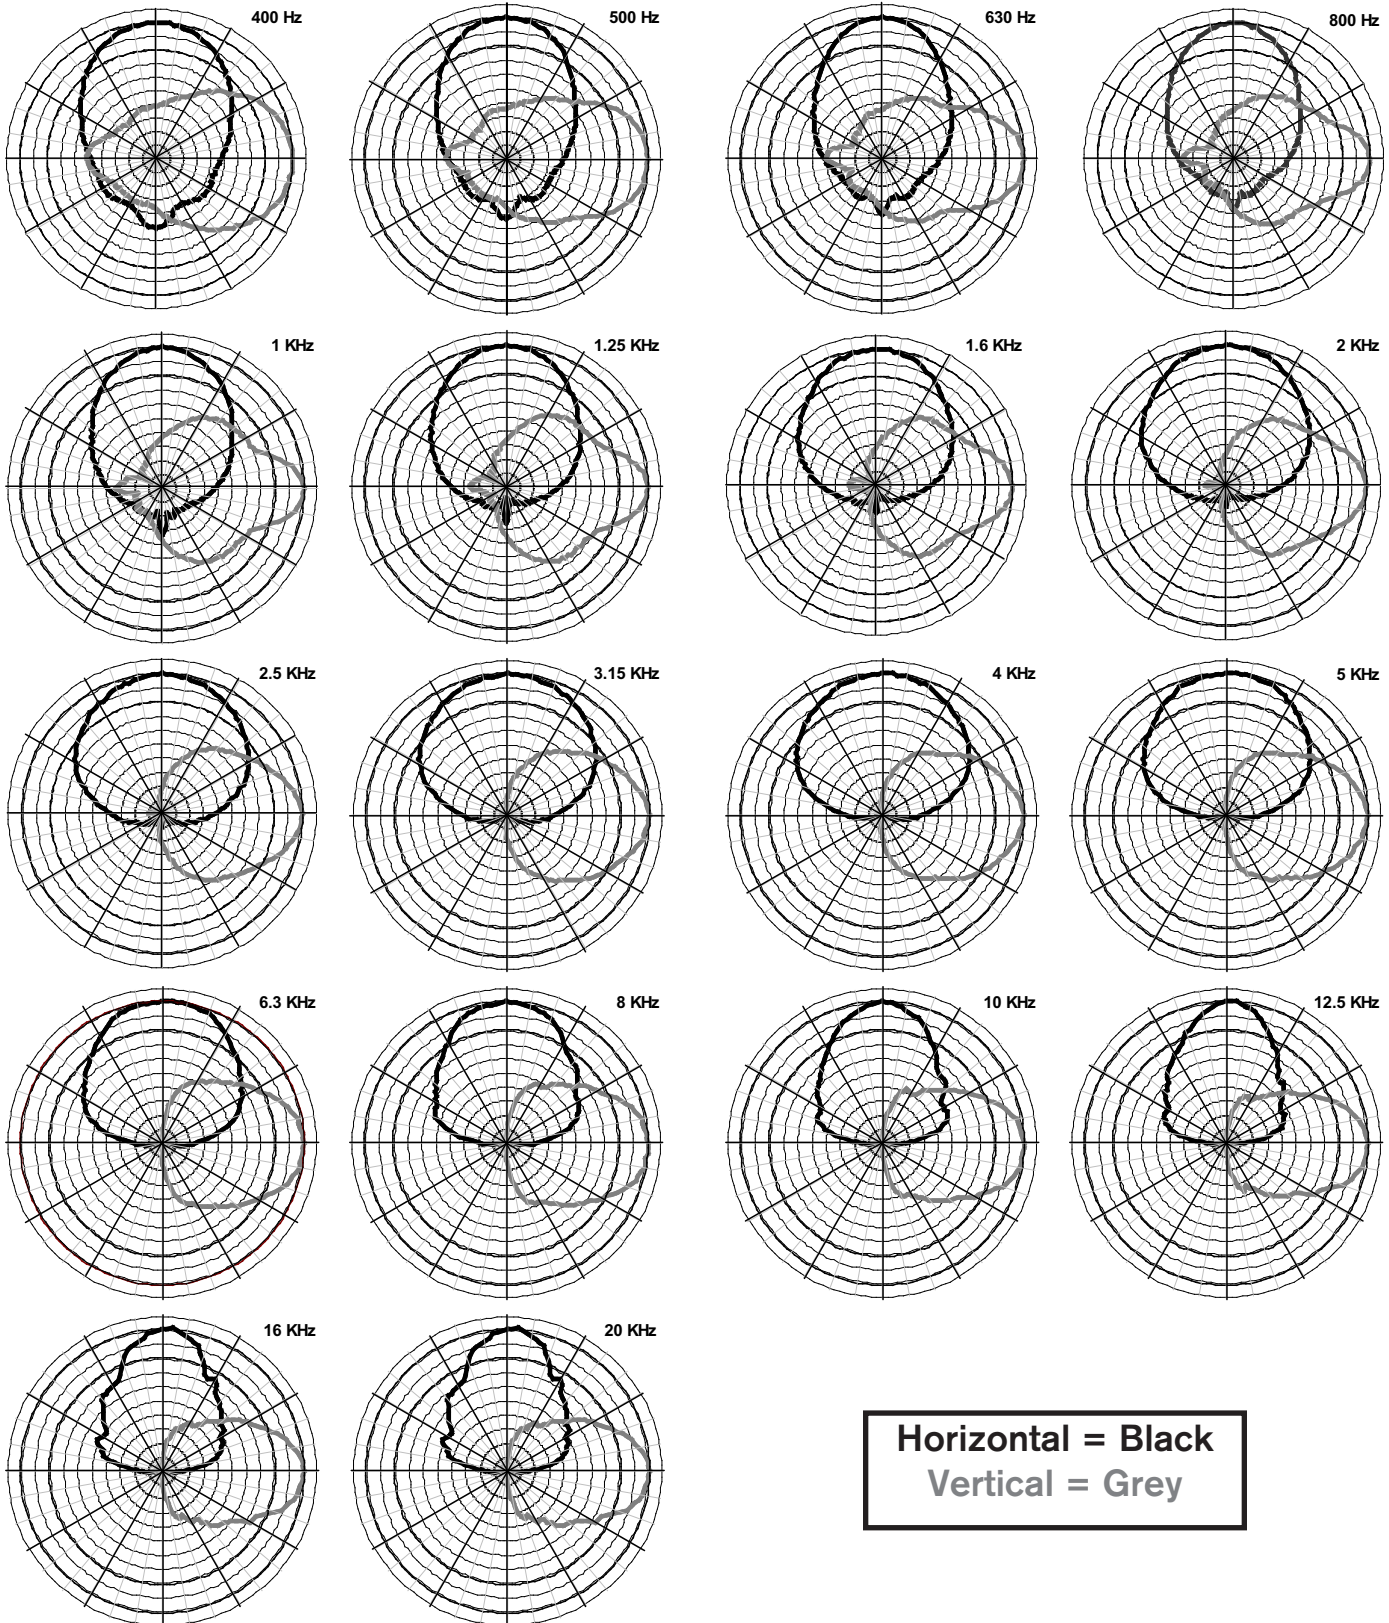 400 Hz
500 Hz
630 Hz
800 Hz
1 KHz
1.25 KHz
1.6 KHz
2 KHz
2.5 KHz
3.15 KHz
4 KHz
5 KHz
6.3 KHz
8 KHz
10 KHz
12.5 KHz
16 KHz
20 KHz
Horizontal = Black
Vertical = Grey